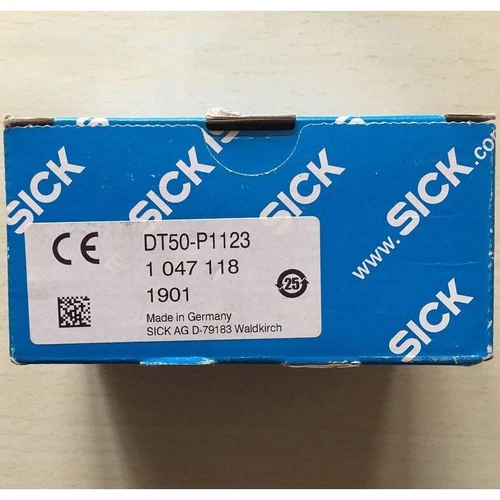 SICK
SICK
SICK
SICK
SICK
www.sick.com
CE
DT50-P1123
1 047 118
1901
25
Made in Germany
SICK AG D-79183 Waldkirch